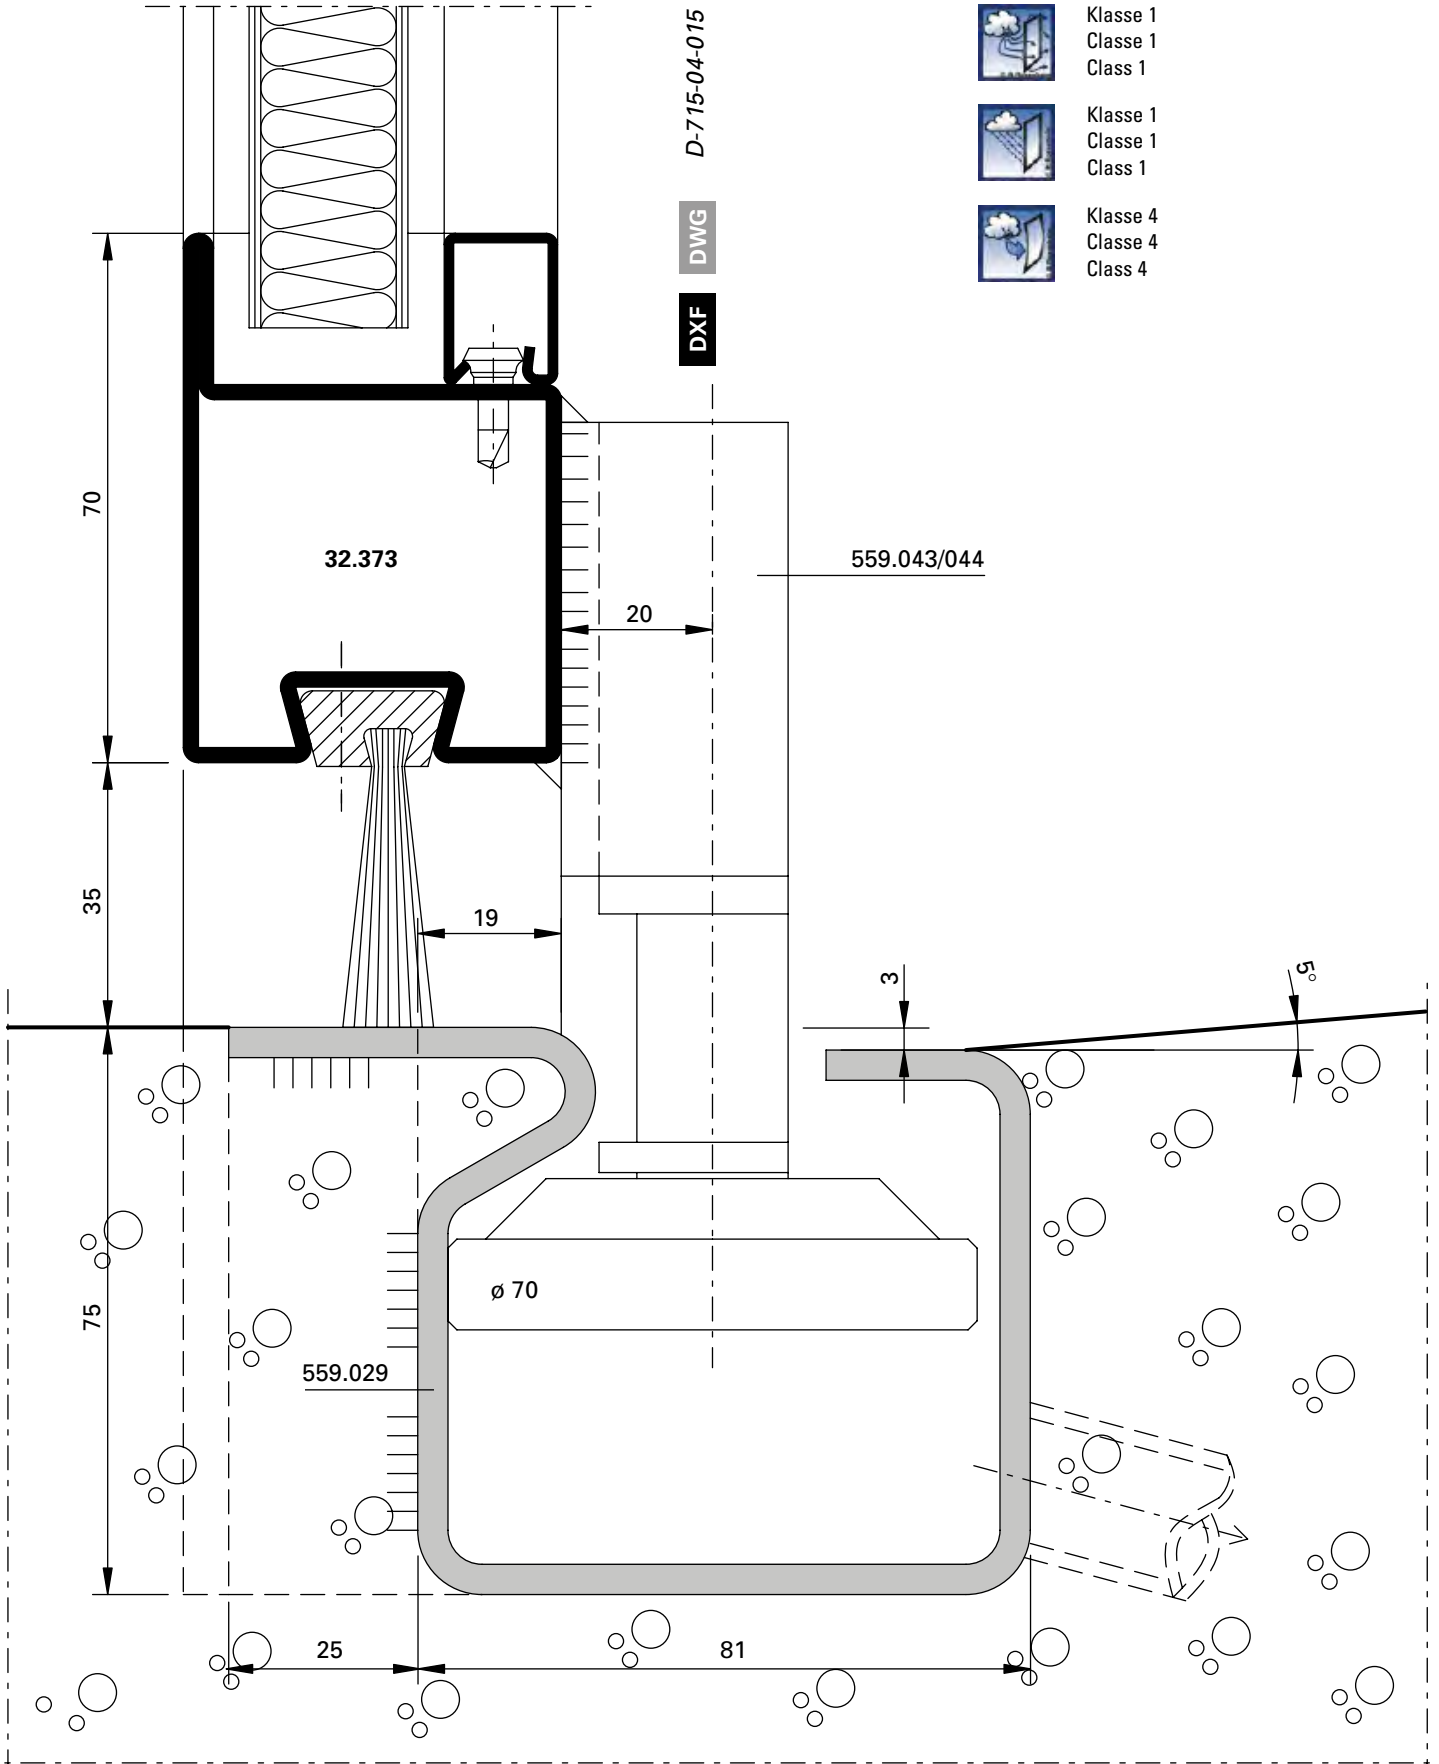 Klasse 1
Classe 1
Class 1
Klasse 1
Classe 1
Class 1
Klasse 4
Classe 4
Class 4
D-715-04-015
DWG
DXF
70
32.373
559.043/044
20
35
19
3
5°
75
ø 70
559.029
25
81